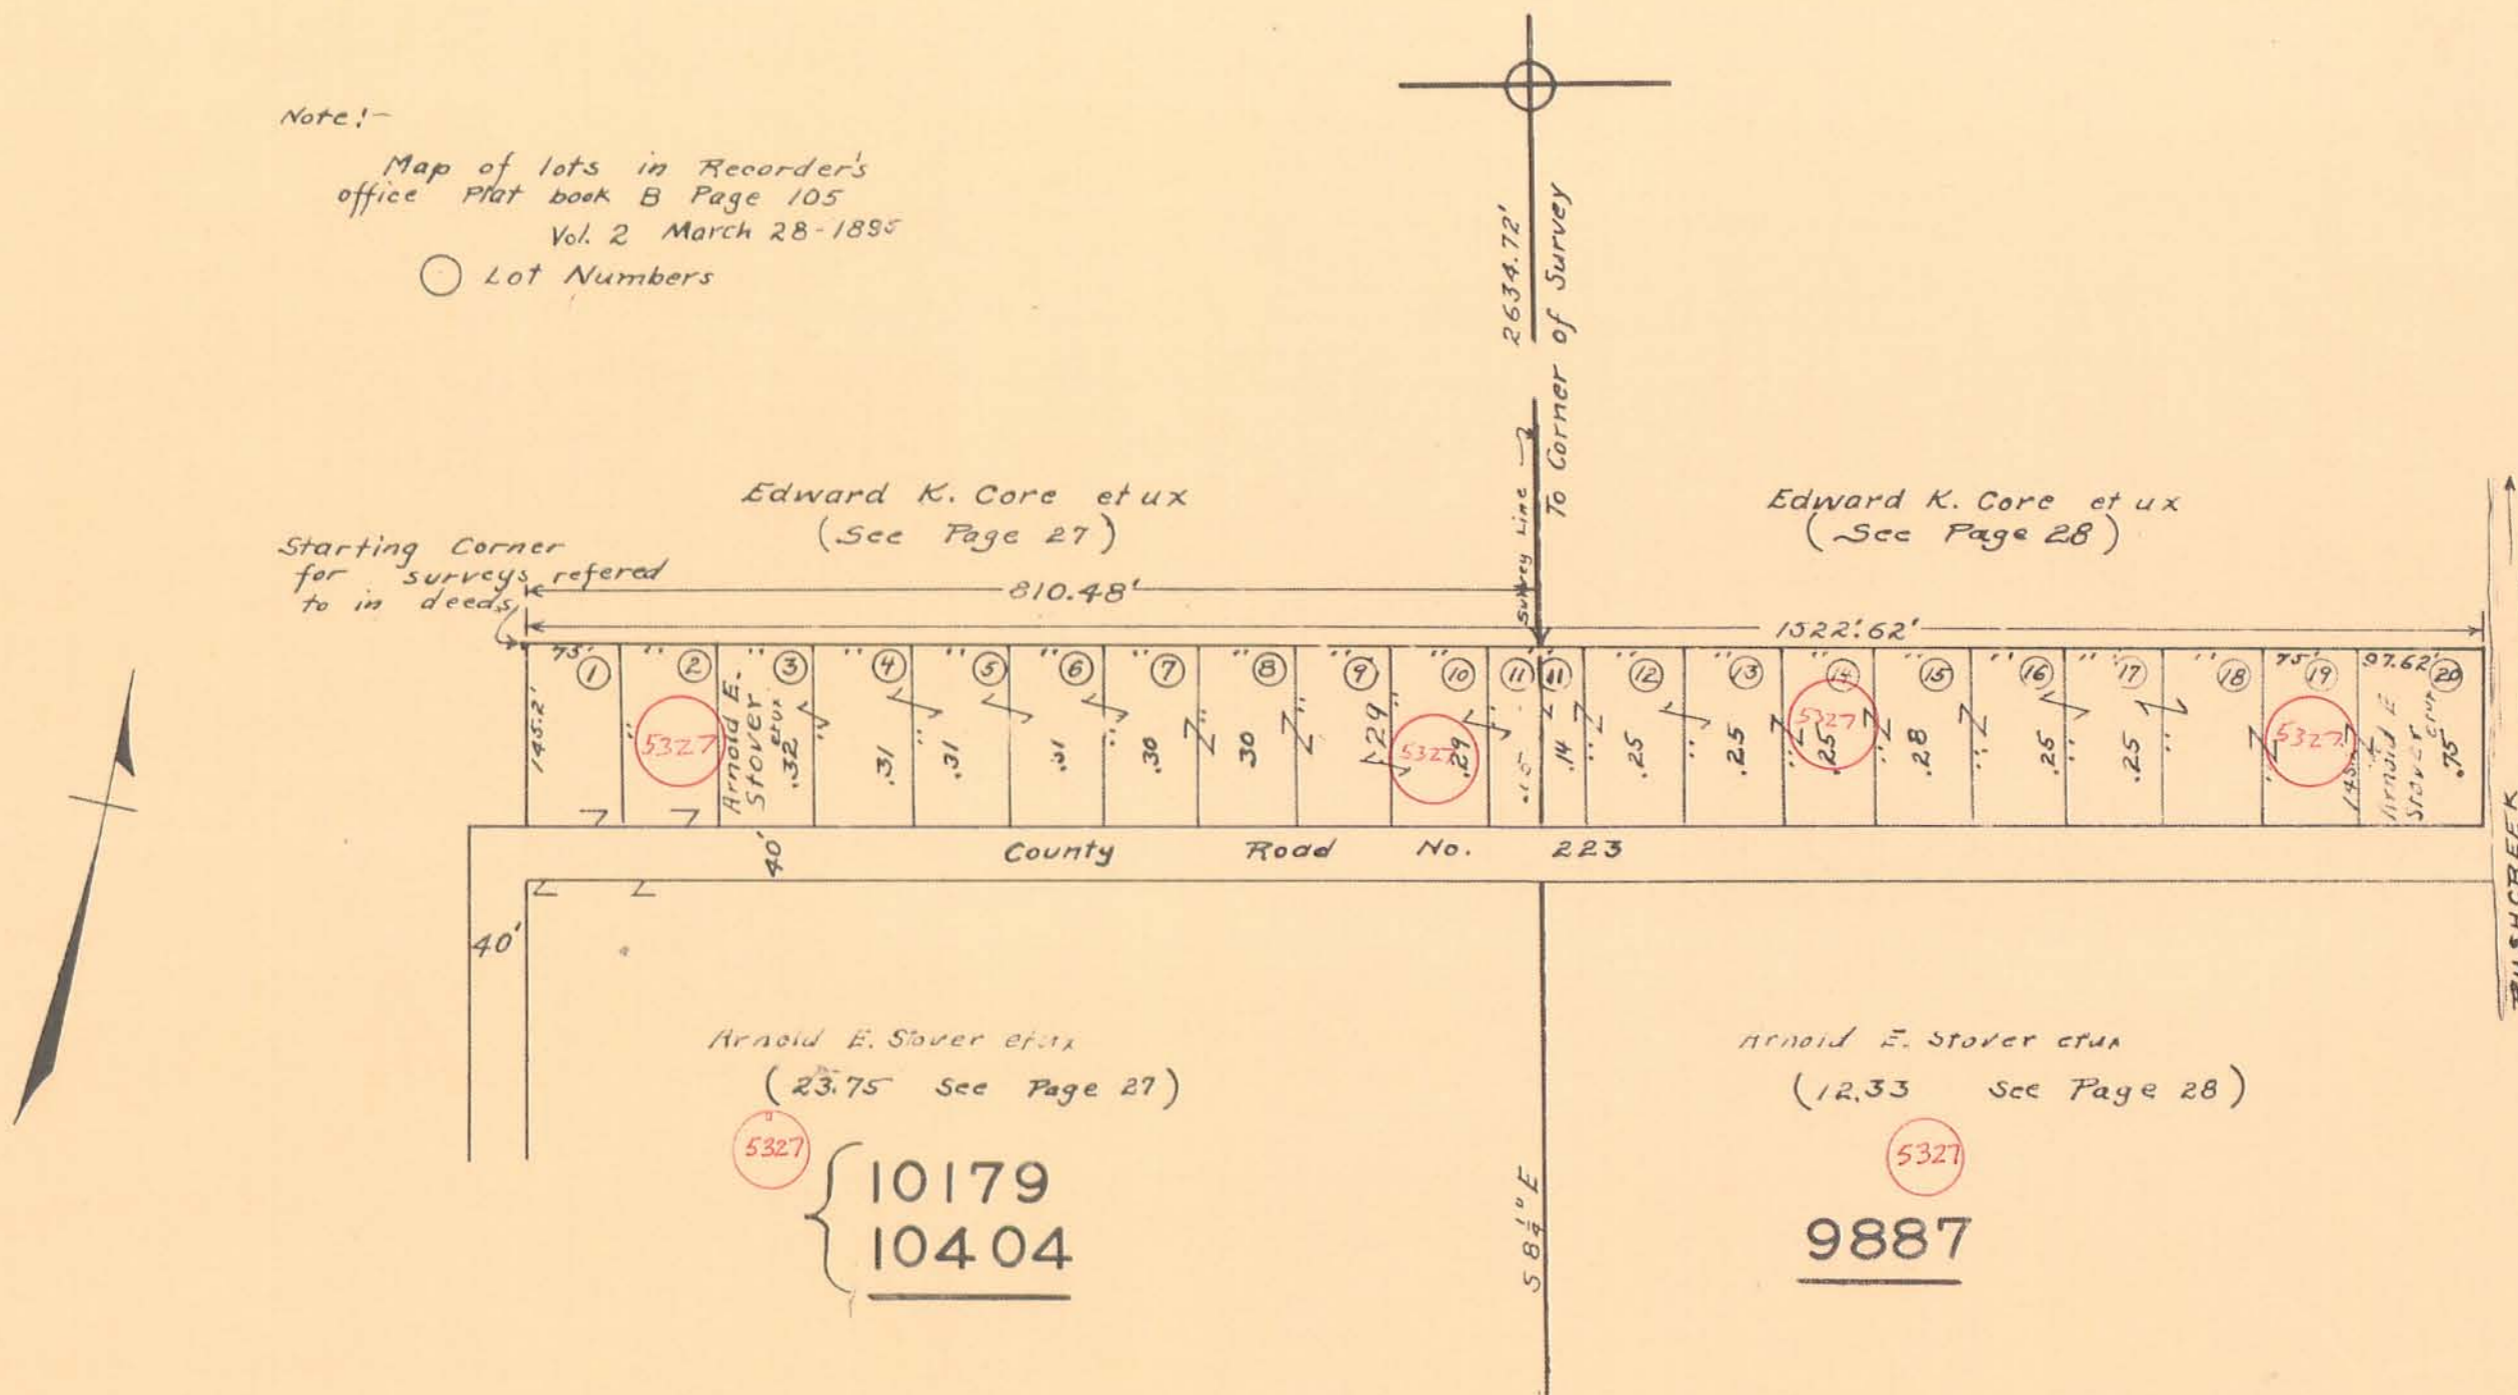 Note!-
Map of lots in Recorder's
office Plat book B Page 105
Vol. 2 March 28-1895
Lot Numbers
2634.72'
To Corner of Survey
Survey Line
Edward K. Core et ux
(See Page 27)
Edward K. Core et ux
(See Page 28)
Starting Corner
for surveys refered
to in deeds
810.48'
1522.62'
75' 1 " 2 " 3 " 4 " 5 " 6 " 7 " 8 " 9 " 10 " 11 11 " 12 " 13 " 14 " 15 " 16 " 17 " 18 75' 19 97.62' 20
145.2'
5327
Arnold E.
Stover
et ux
.32
.31
.31
.31
.30
.30
.29
5327
.29
.15
.14
.25
.25
5327
.25
.28
.25
.25
5327
145.2
Arnold E
Stover
et ux
.75
40'
County Road No. 223
40'
RUSHCREEK
Arnold E. Stover et ux
(23.75 See Page 27)
5327
10179
10404
Arnold E. Stover et ux
(12.33 See Page 28)
5327
9887
S 8¼° E